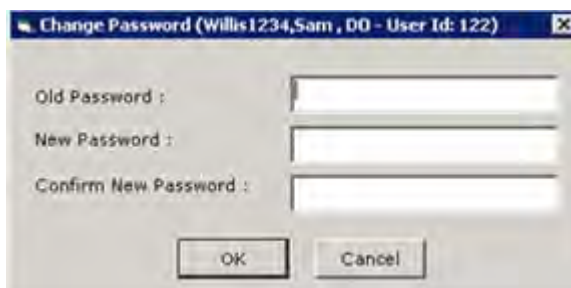 Change Password (Willis1234,Sam , DO - User Id: 122)
Old Password :
New Password :
Confirm New Password :
OK Cancel